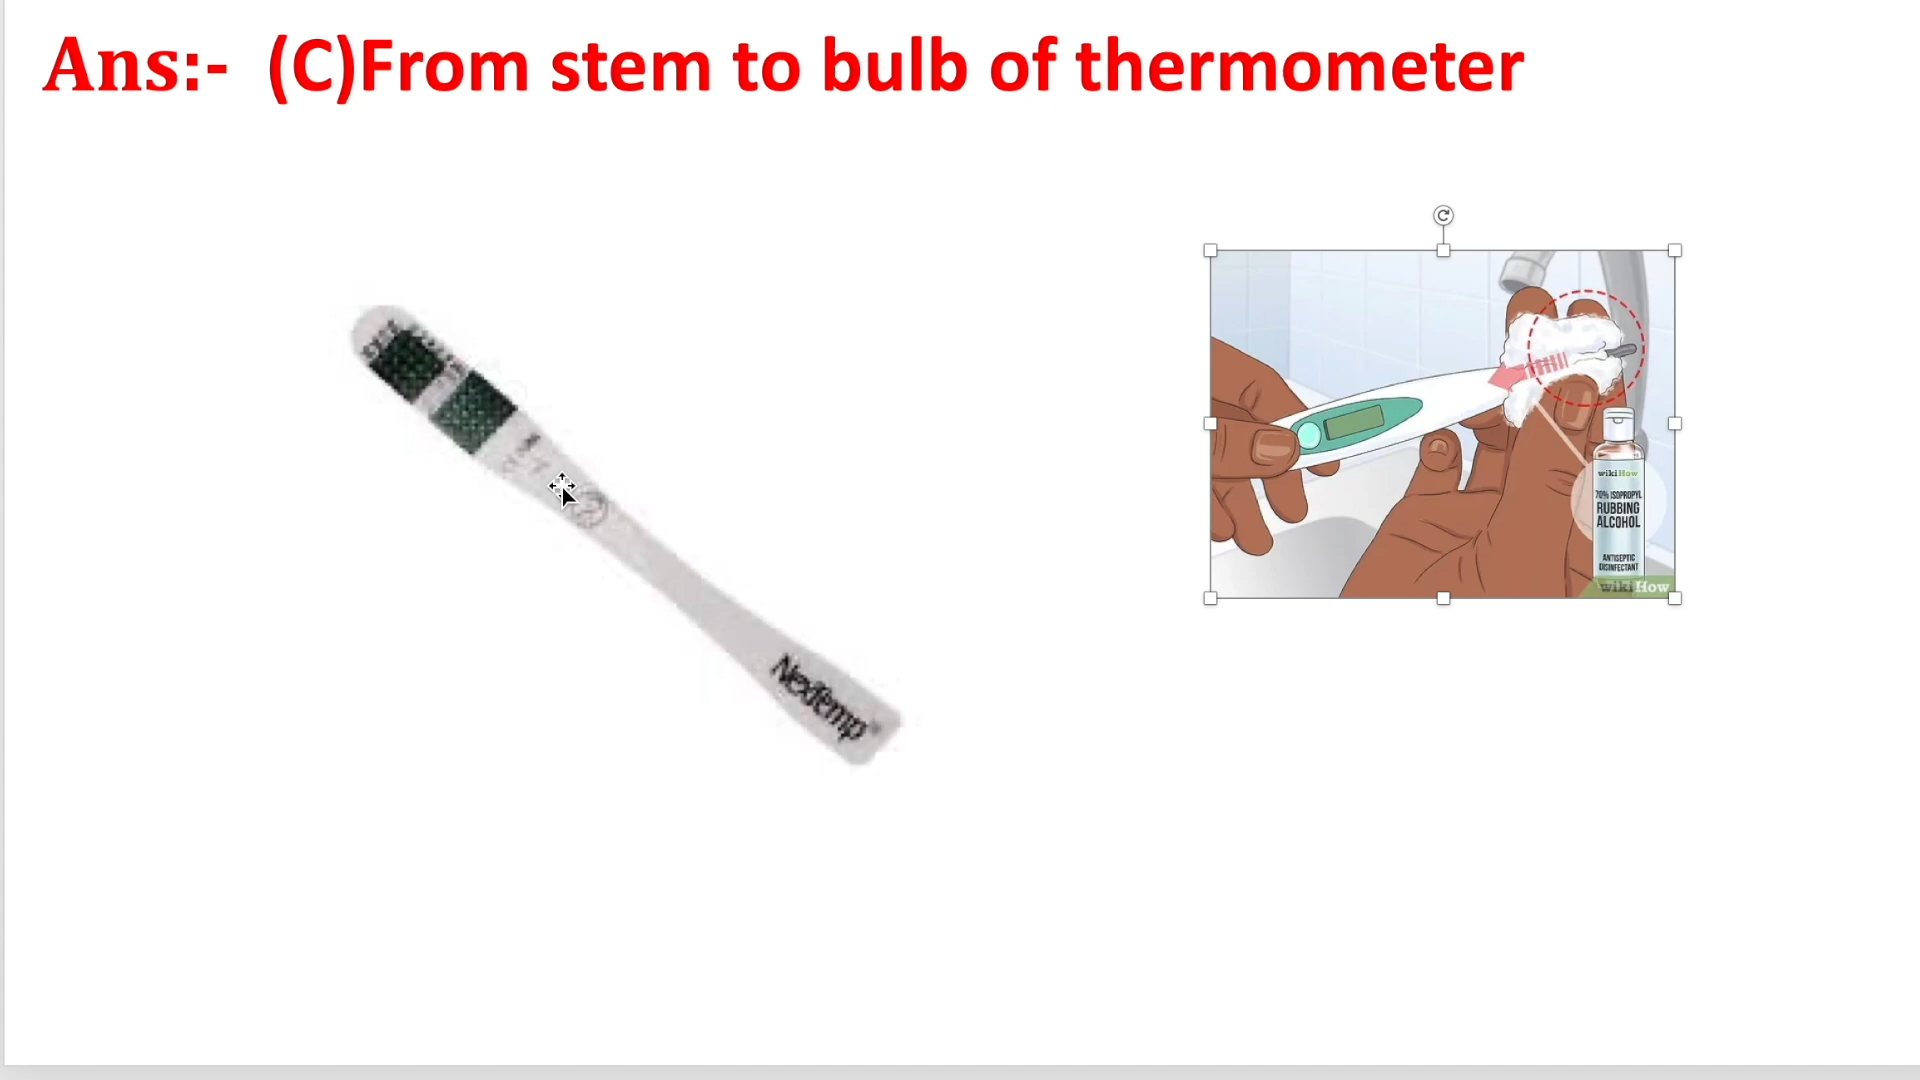 Ans:- (C)From stem to bulb of thermometer
wikiHow
70% ISOPROPYL
RUBBING
ALCOHOL
ANTISEPTIC
DISINFECTANT
wikiHow
NexTemp®